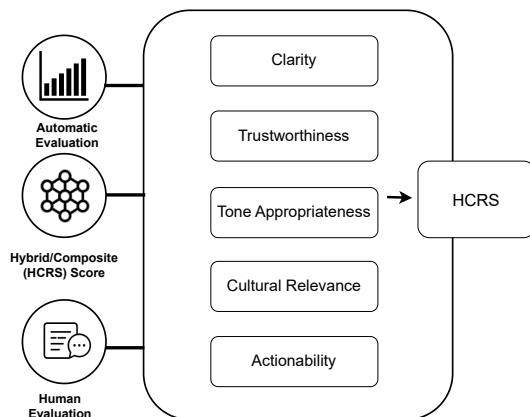 Automatic
Evaluation
Hybrid/Composite
(HCRS) Score
Human
Evaluation
Clarity
Trustworthiness
Tone Appropriateness
Cultural Relevance
Actionability
HCRS